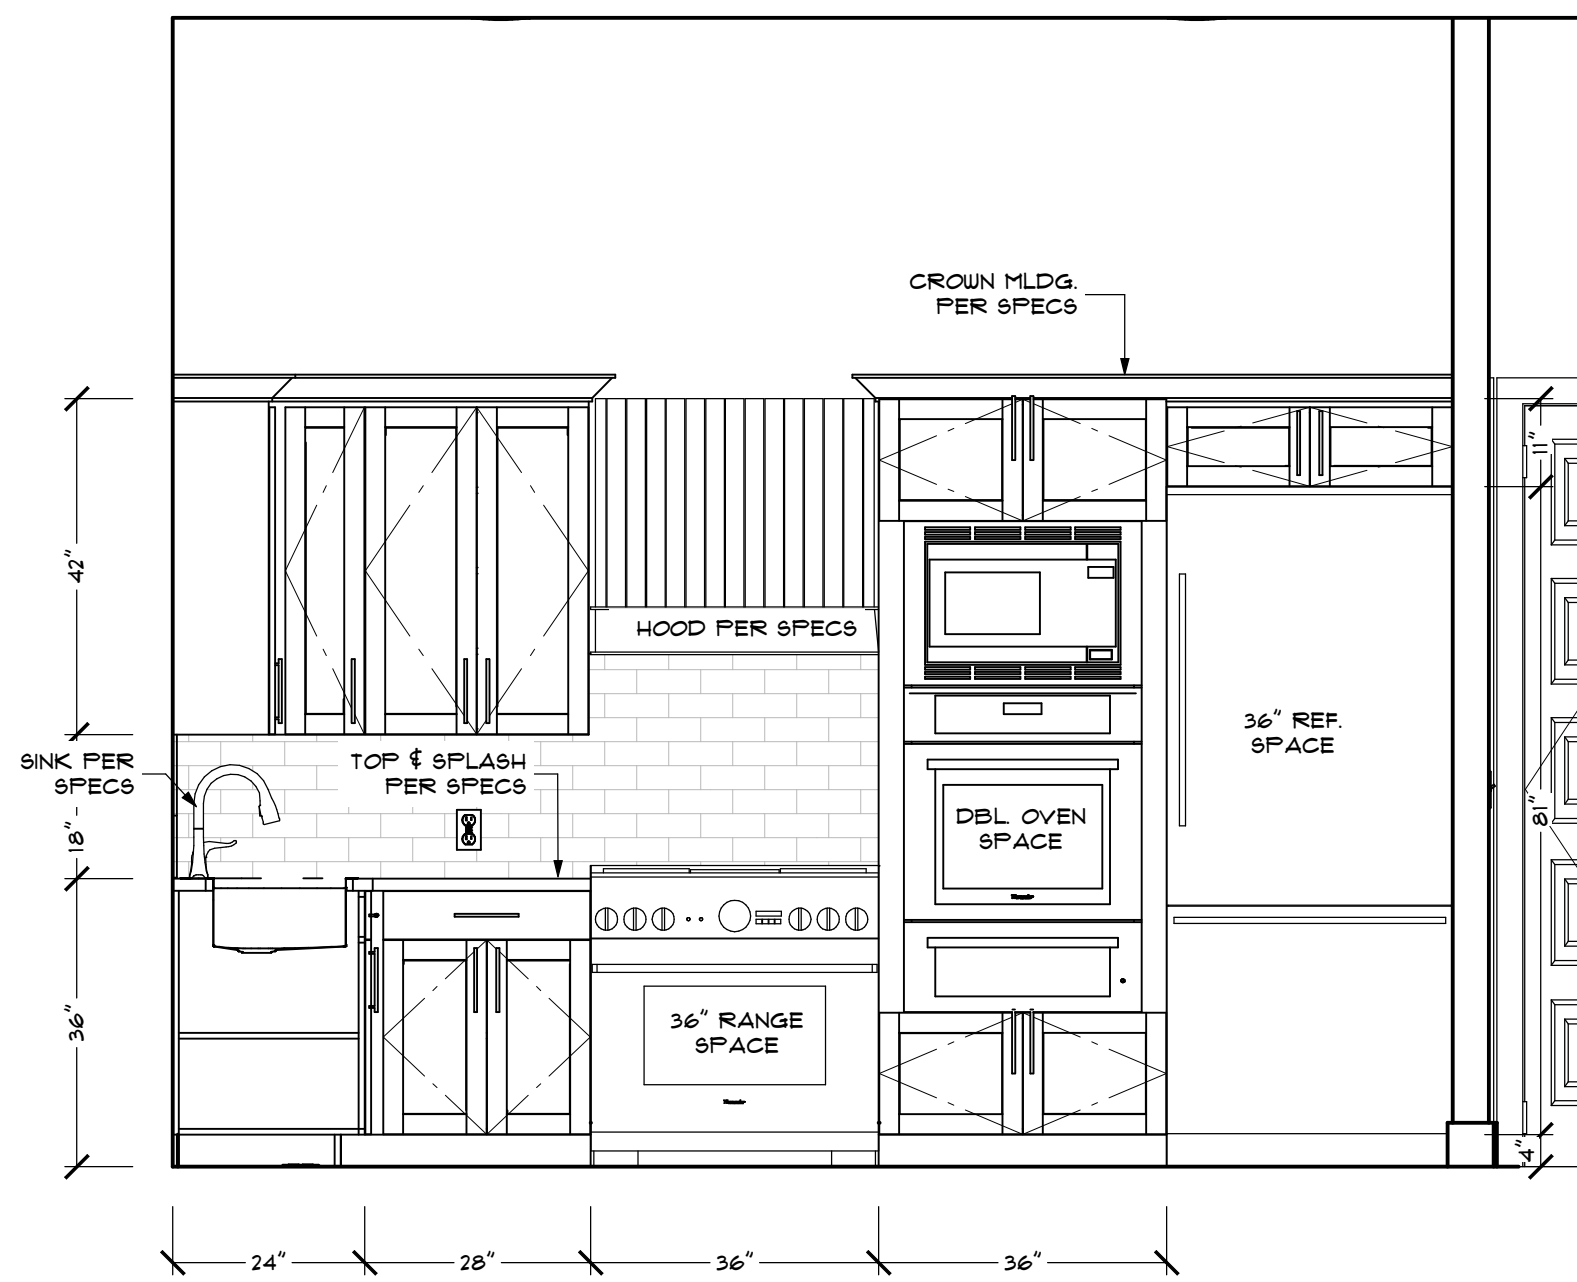 CROWN MLDG.
PER SPECS
11"
42"
HOOD PER SPECS
36" REF.
SPACE
SINK PER
SPECS
TOP & SPLASH
PER SPECS
DBL. OVEN
SPACE
81"
18"
36"
36" RANGE
SPACE
4"
24"
28"
36"
36"